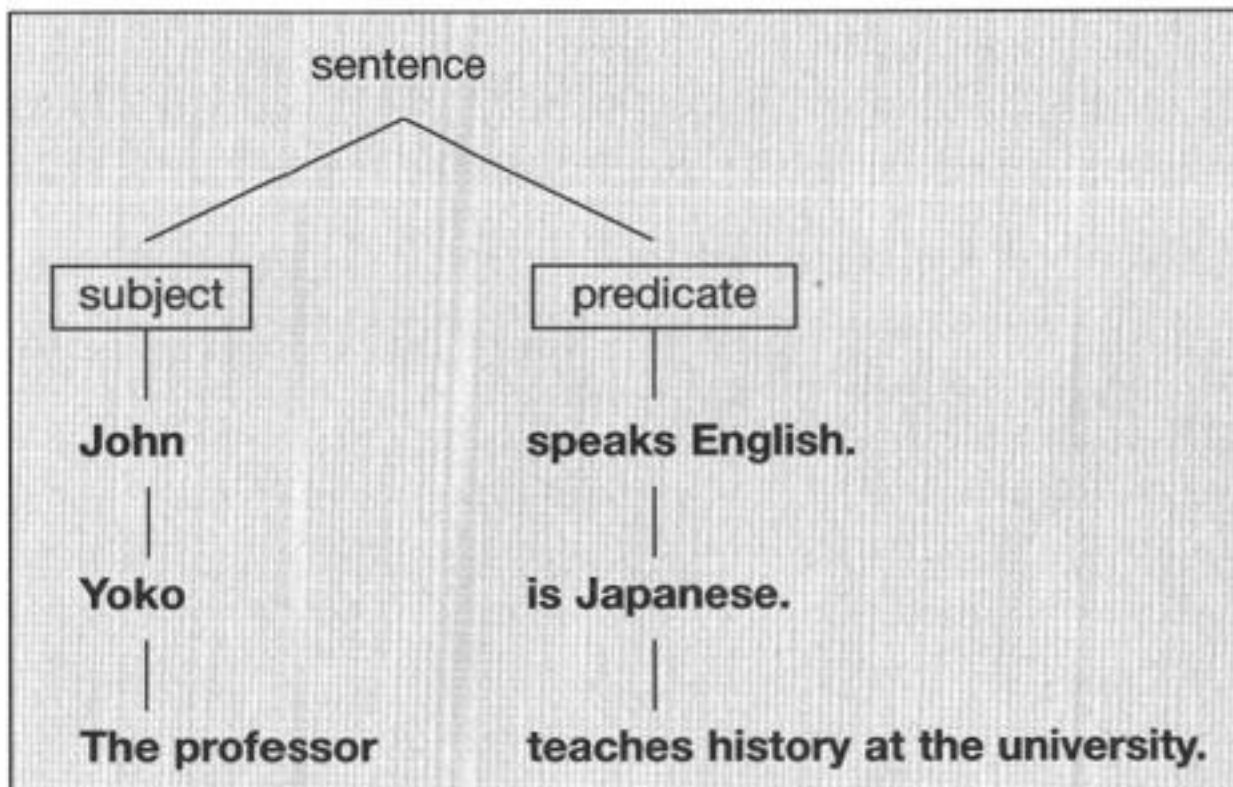 sentence
subject predicate
John speaks English.
Yoko is Japanese.
The professor teaches history at the university.